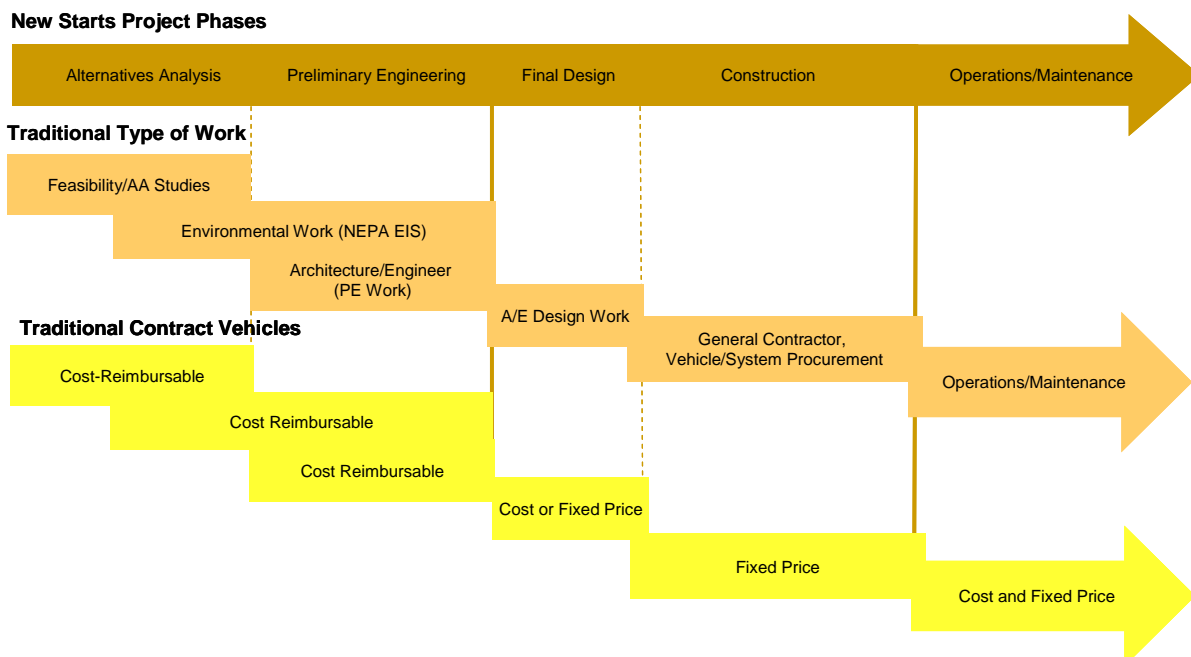 New Starts Project Phases
Alternatives Analysis
Preliminary Engineering
Final Design
Construction
Operations/Maintenance
Traditional Type of Work
Feasibility/AA Studies
Environmental Work (NEPA EIS)
Architecture/Engineer
(PE Work)
A/E Design Work
General Contractor,
Vehicle/System Procurement
Operations/Maintenance
Traditional Contract Vehicles
Cost-Reimbursable
Cost Reimbursable
Cost Reimbursable
Cost or Fixed Price
Fixed Price
Cost and Fixed Price